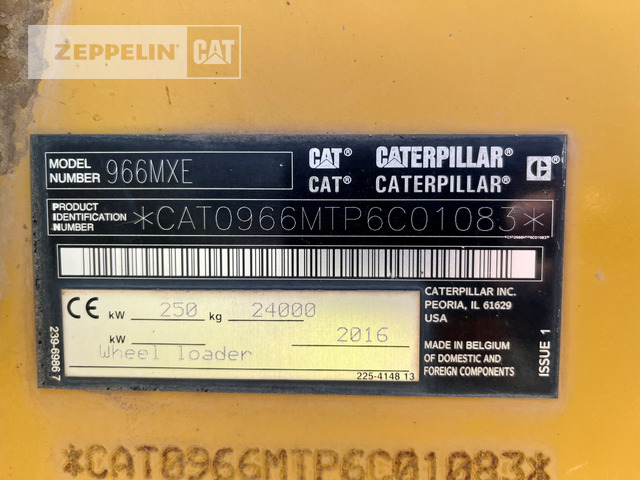 ZEPPELIN CAT
MODEL NUMBER 966MXE
CAT® CATERPILLAR®
CAT® CATERPILLAR®
PRODUCT IDENTIFICATION NUMBER *CAT0966MTP6C01083*
*CAT0966MTP6C01083*
CE kW 250 kg 24000
kW 2016
Wheel loader
225-4148 13
239-6966 7
CATERPILLAR INC.
PEORIA, IL 61629
USA
MADE IN BELGIUM
OF DOMESTIC AND
FOREIGN COMPONENTS
ISSUE 1
*CAT0966MTP6C01083*